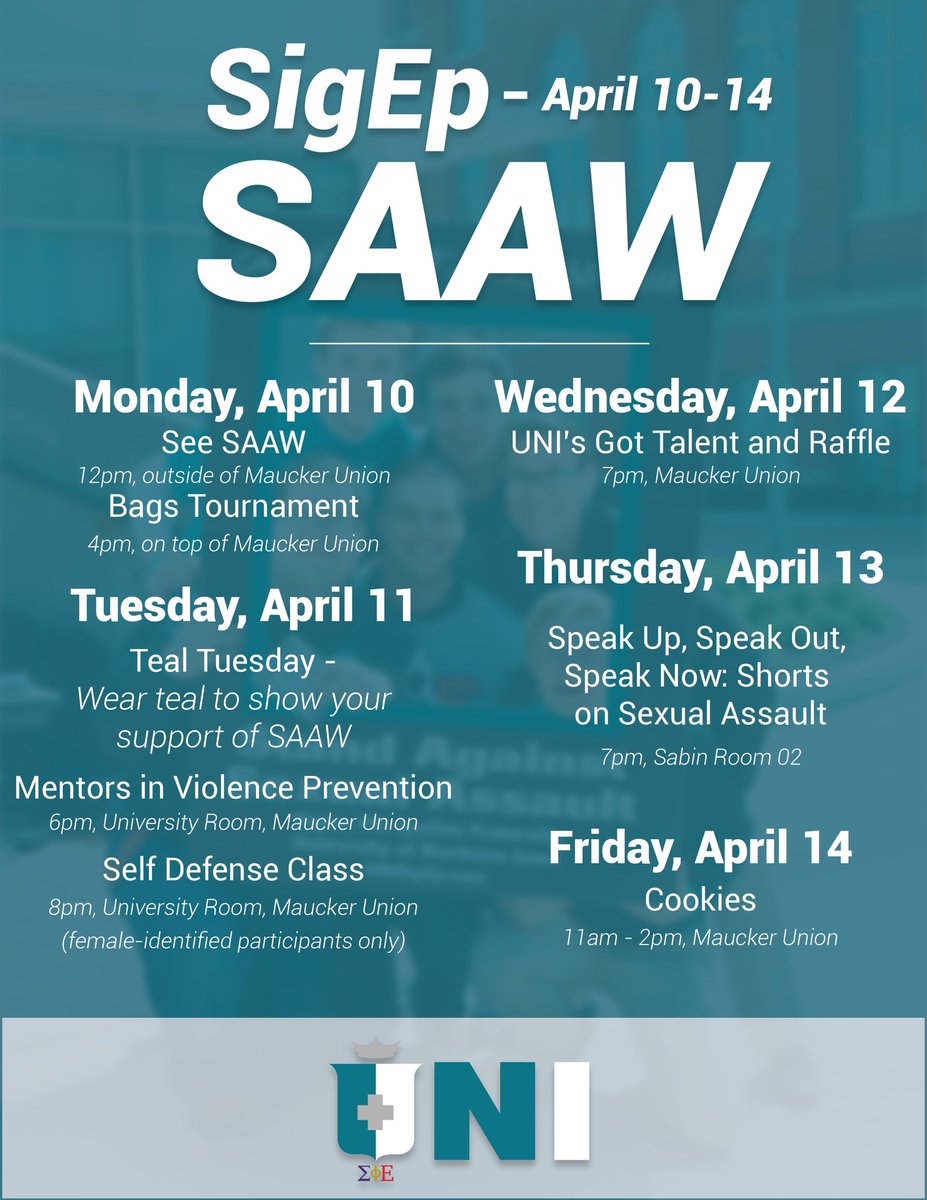 SigEp – April 10-14
SAAW
Monday, April 10
See SAAW
12pm, outside of Maucker Union
Bags Tournament
4pm, on top of Maucker Union
Tuesday, April 11
Teal Tuesday -
Wear teal to show your
support of SAAW
Mentors in Violence Prevention
6pm, University Room, Maucker Union
Self Defense Class
8pm, University Room, Maucker Union
(female-identified participants only)
Wednesday, April 12
UNI's Got Talent and Raffle
7pm, Maucker Union
Thursday, April 13
Speak Up, Speak Out,
Speak Now: Shorts
on Sexual Assault
7pm, Sabin Room 02
Friday, April 14
Cookies
11am - 2pm, Maucker Union
Against
Assault
UNI
ΣΦΕ